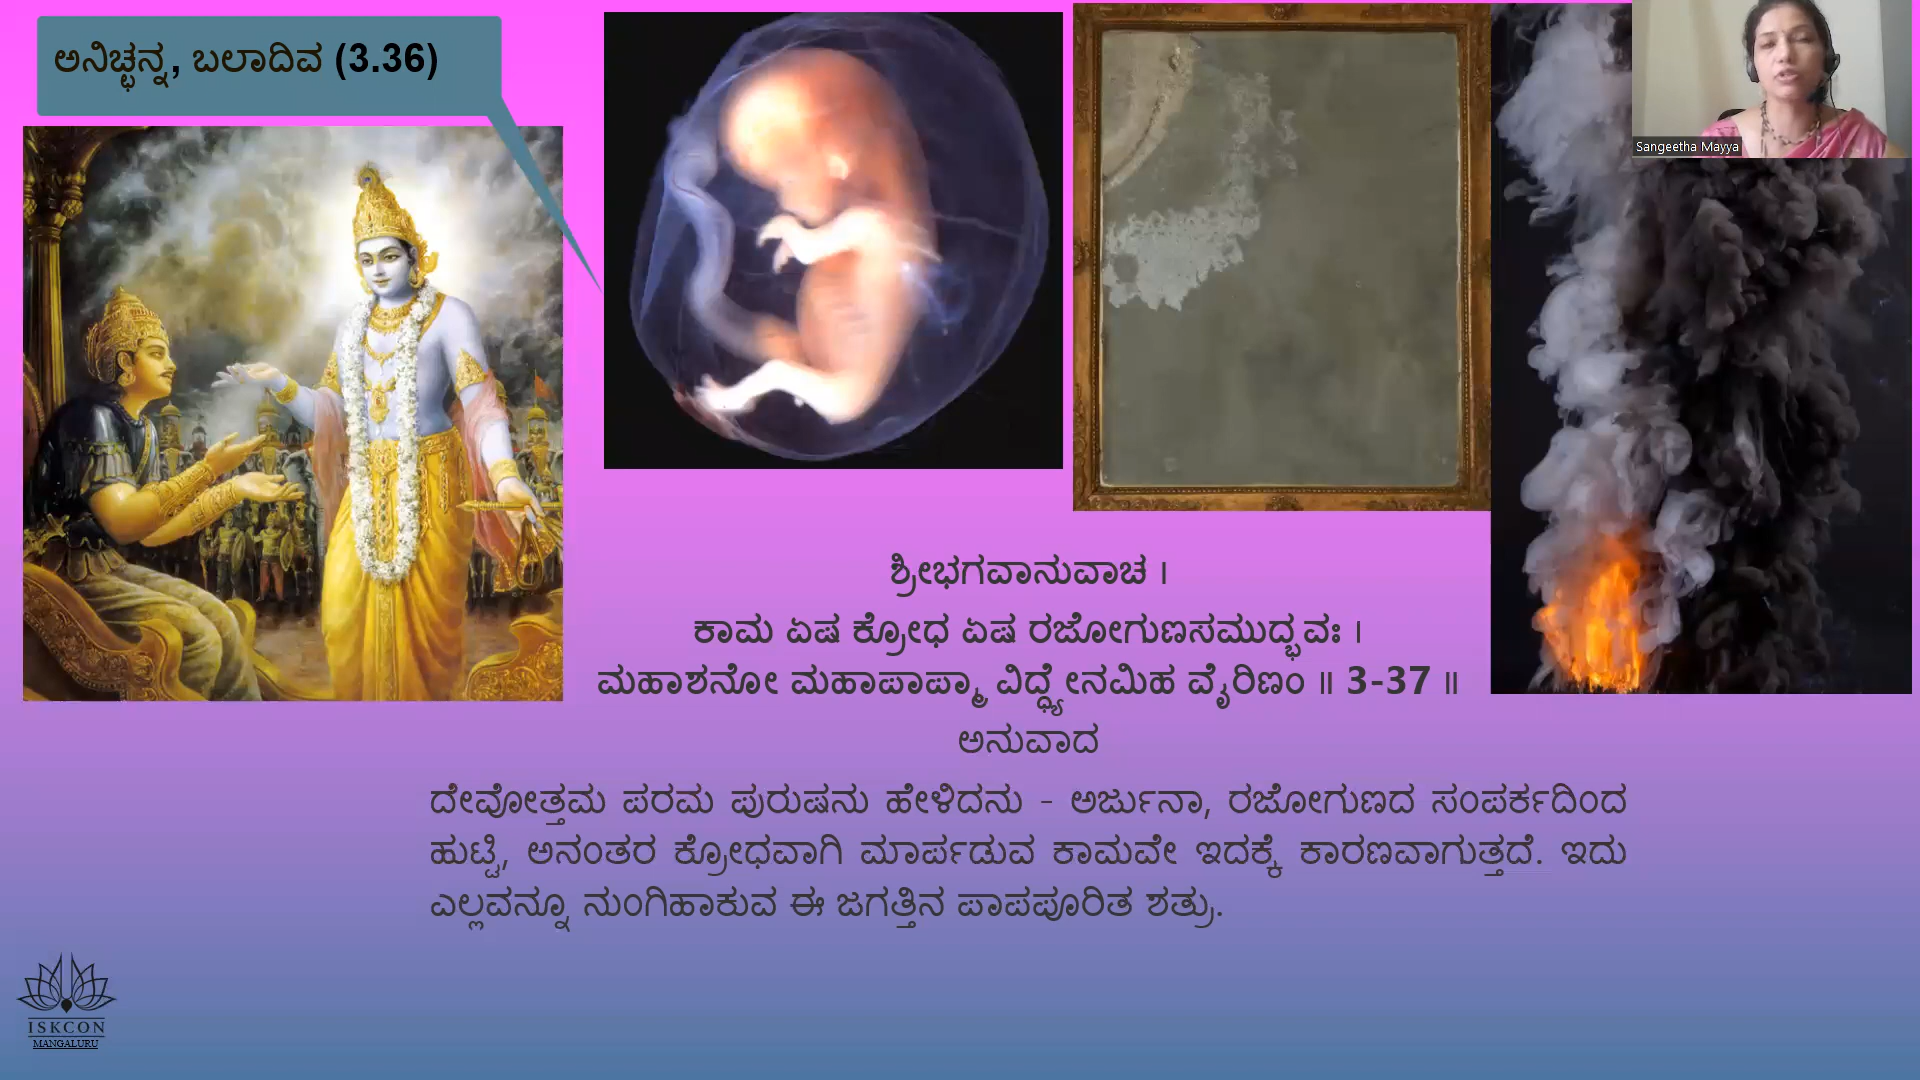 ಅನಿಚ್ಛನ್ನ, ಬಲಾದಿವ (3.36)
Sangeetha Mayya
ಶ್ರೀಭಗವಾನುವಾಚ ।
ಕಾಮ ಏಷ ಕ್ರೋಧ ಏಷ ರಜೋಗುಣಸಮುದ್ಭವಃ ।
ಮಹಾಶನೋ ಮಹಾಪಾಪ್ಮಾ ವಿದ್ಧ್ಯೇನಮಿಹ ವೈರಿಣಂ ॥ 3-37 ॥
ಅನುವಾದ
ದೇವೋತ್ತಮ ಪರಮ ಪುರುಷನು ಹೇಳಿದನು - ಅರ್ಜುನಾ, ರಜೋಗುಣದ ಸಂಪರ್ಕದಿಂದ
ಹುಟ್ಟಿ, ಅನಂತರ ಕ್ರೋಧವಾಗಿ ಮಾರ್ಪಡುವ ಕಾಮವೇ ಇದಕ್ಕೆ ಕಾರಣವಾಗುತ್ತದೆ. ಇದು
ಎಲ್ಲವನ್ನೂ ನುಂಗಿಹಾಕುವ ಈ ಜಗತ್ತಿನ ಪಾಪಪೂರಿತ ಶತ್ರು.
ISKCON
MANGALURU